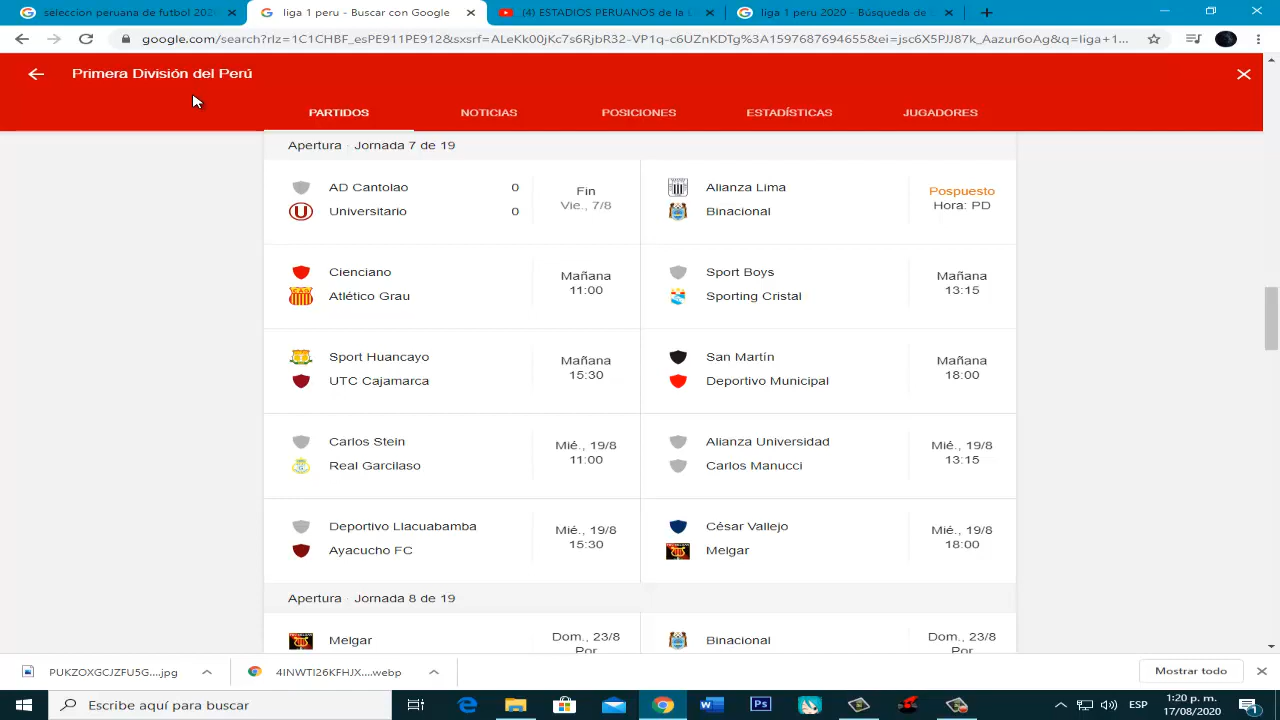 seleccion peruana de futbol 202
liga 1 peru - Buscar con Google
(4) ESTADIOS PERUANOS de la L
liga 1 peru 2020 - Búsqueda de
google.com/search?rlz=1C1CHBF_esPE911PE912&sxsrf=ALeKk00jKc7s6RjbR32-VP1q-c6UZnKDTg%3A1597687694655&ei=jsc6X5PJJ87k_Aazur6oAg&q=liga+1...
Primera División del Perú
PARTIDOS
NOTICIAS
POSICIONES
ESTADÍSTICAS
JUGADORES
Apertura · Jornada 7 de 19
AD Cantolao 0
Universitario 0
Fin
Vie., 7/8
Alianza Lima
Binacional
Pospuesto
Hora: PD
Cienciano
Atlético Grau
Mañana
11:00
Sport Boys
Sporting Cristal
Mañana
13:15
Sport Huancayo
UTC Cajamarca
Mañana
15:30
San Martín
Deportivo Municipal
Mañana
18:00
Carlos Stein
Real Garcilaso
Mié., 19/8
11:00
Alianza Universidad
Carlos Manucci
Mié., 19/8
13:15
Deportivo Llacuabamba
Ayacucho FC
Mié., 19/8
15:30
César Vallejo
Melgar
Mié., 19/8
18:00
Apertura · Jornada 8 de 19
Melgar
Dom., 23/8
Por
Binacional
Dom., 23/8
Por
PUKZOXGCJZFU5G....jpg
4INWTI26KFHJX....webp
Mostrar todo
Escribe aquí para buscar
ESP
1:20 p. m.
17/08/2020